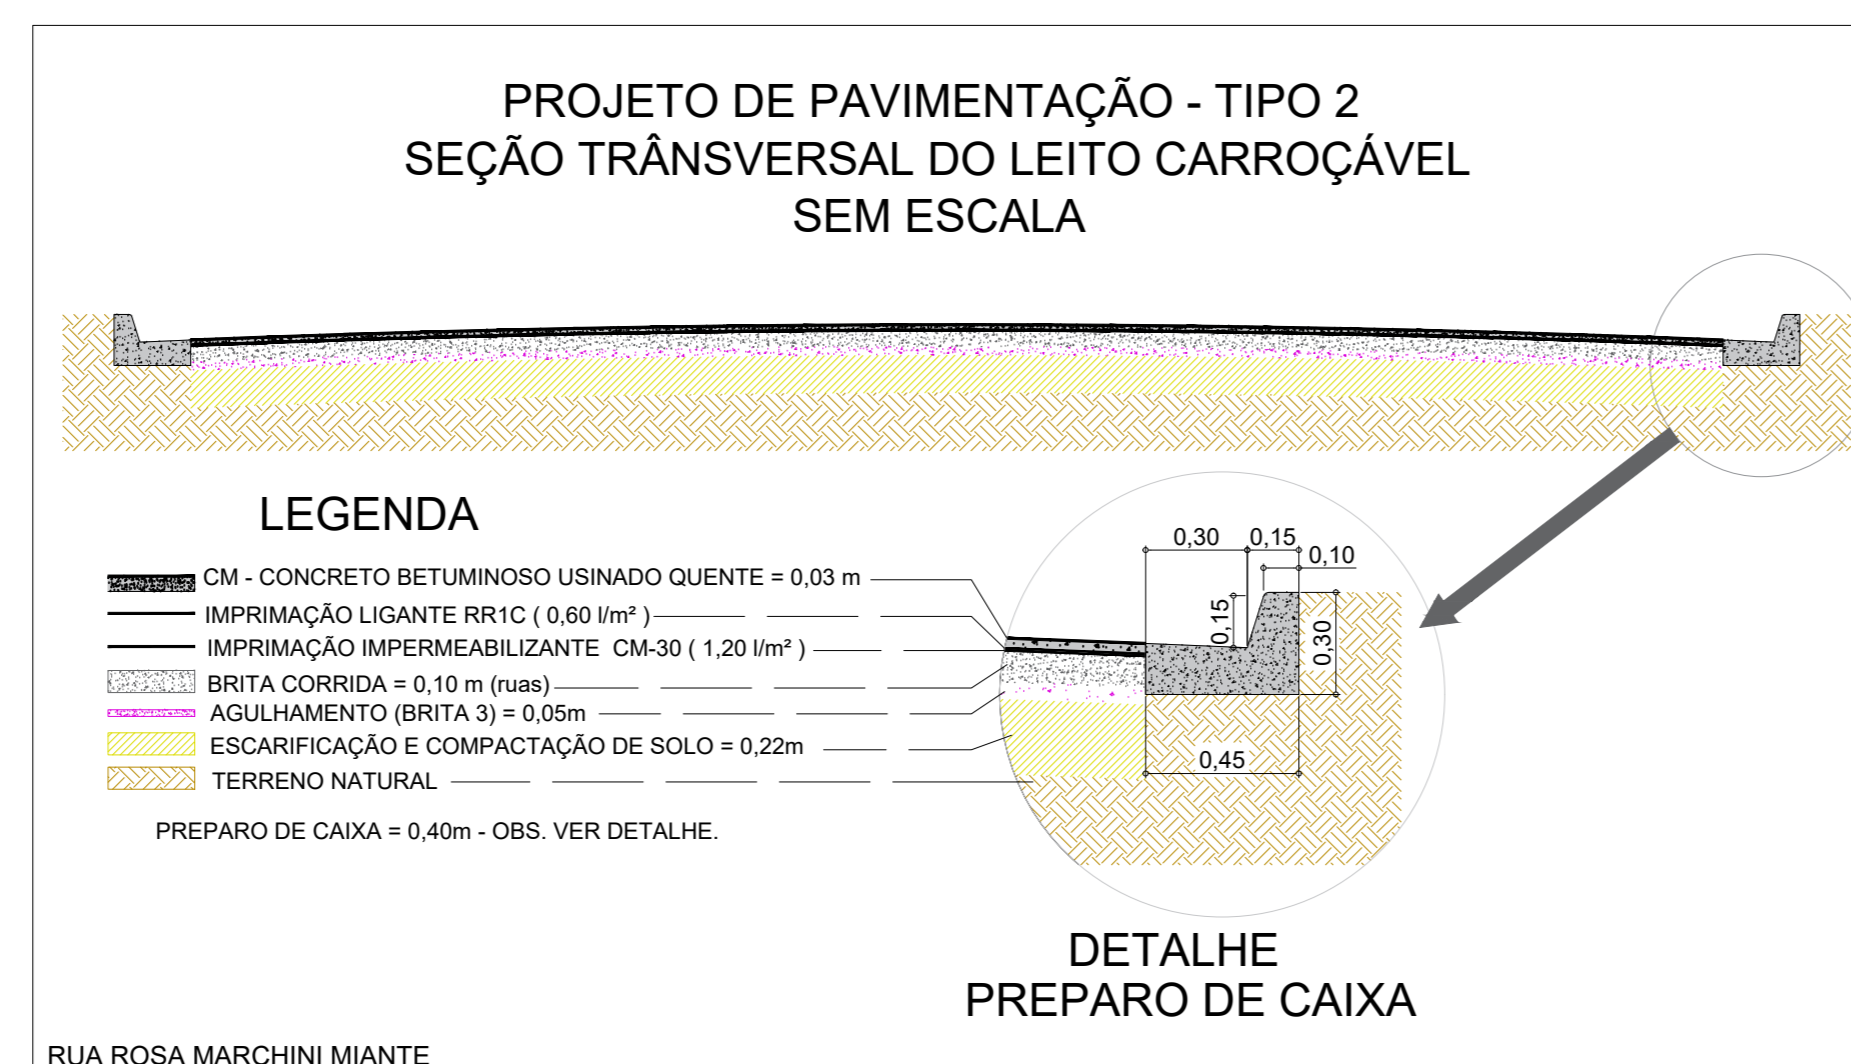 PROJETO DE PAVIMENTAÇÃO - TIPO 2
SEÇÃO TRÂNSVERSAL DO LEITO CARROÇÁVEL
SEM ESCALA
LEGENDA
CM - CONCRETO BETUMINOSO USINADO QUENTE = 0,03 m
IMPRIMAÇÃO LIGANTE RR1C ( 0,60 l/m² )
IMPRIMAÇÃO IMPERMEABILIZANTE CM-30 ( 1,20 l/m² )
BRITA CORRIDA = 0,10 m (ruas)
AGULHAMENTO (BRITA 3) = 0,05m
ESCARIFICAÇÃO E COMPACTAÇÃO DE SOLO = 0,22m
TERRENO NATURAL
PREPARO DE CAIXA = 0,40m - OBS. VER DETALHE.
0,30
0,15
0,10
0,15
0,30
0,45
DETALHE
PREPARO DE CAIXA
RUA ROSA MARCHINI MIANTE